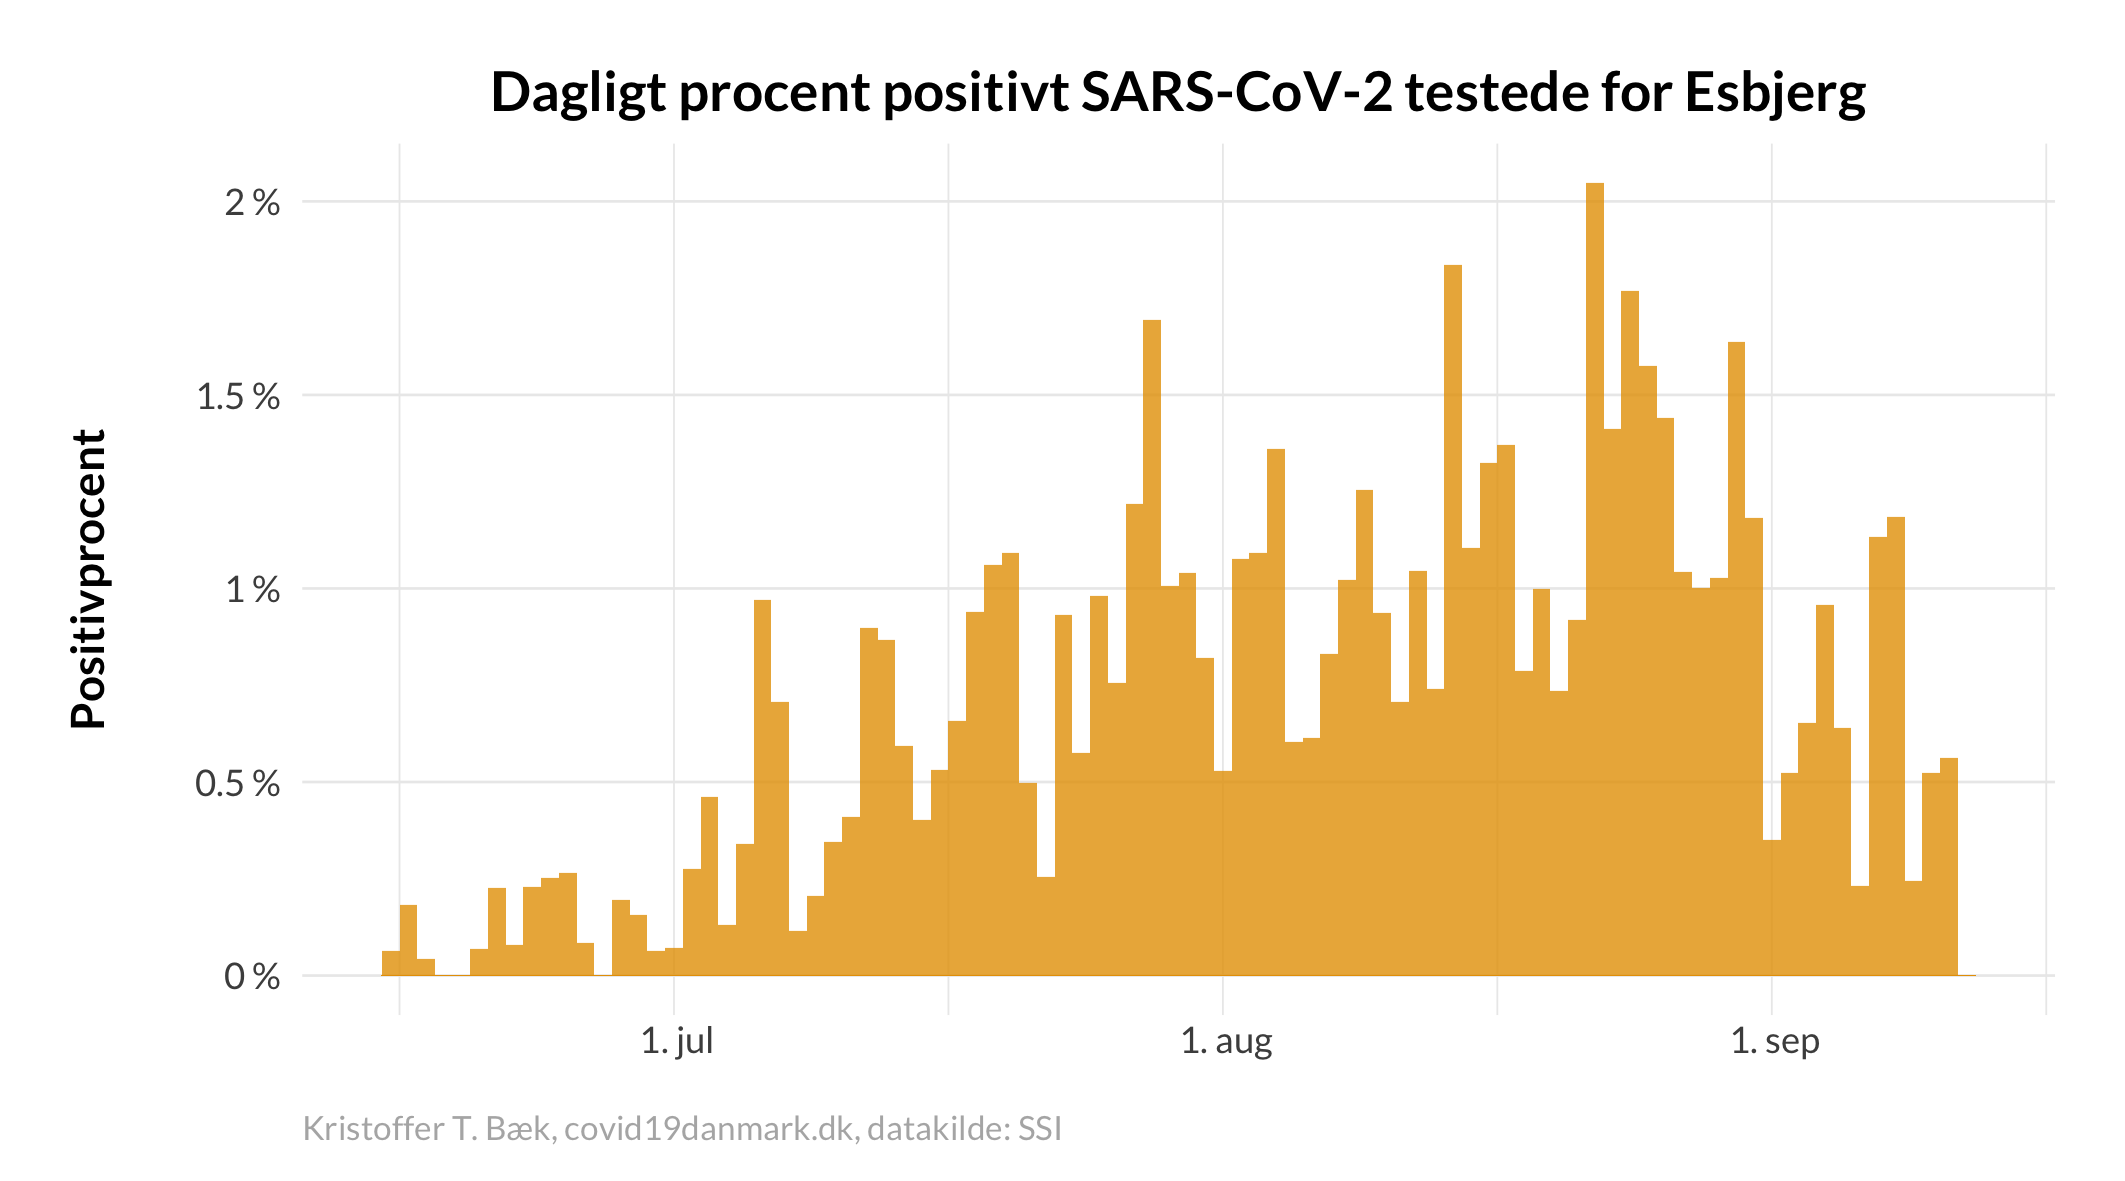 Dagligt procent positivt SARS-CoV-2 testede for Esbjerg
Positivprocent
2 %
1.5 %
1 %
0.5 %
0 %
1. jul
1. aug
1. sep
Kristoffer T. Bæk, covid19danmark.dk, datakilde: SSI